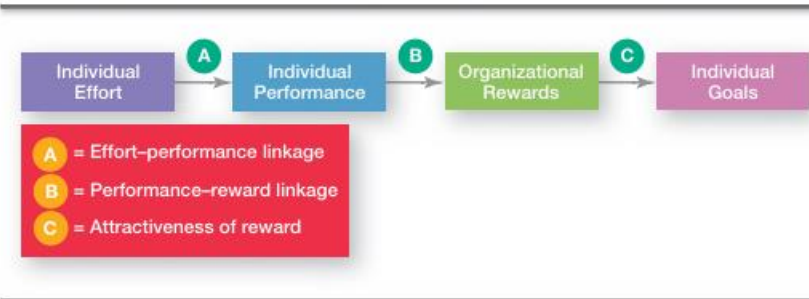 A
B
C
Individual
Effort
Individual
Performance
Organizational
Rewards
Individual
Goals
A = Effort–performance linkage
B = Performance–reward linkage
C = Attractiveness of reward